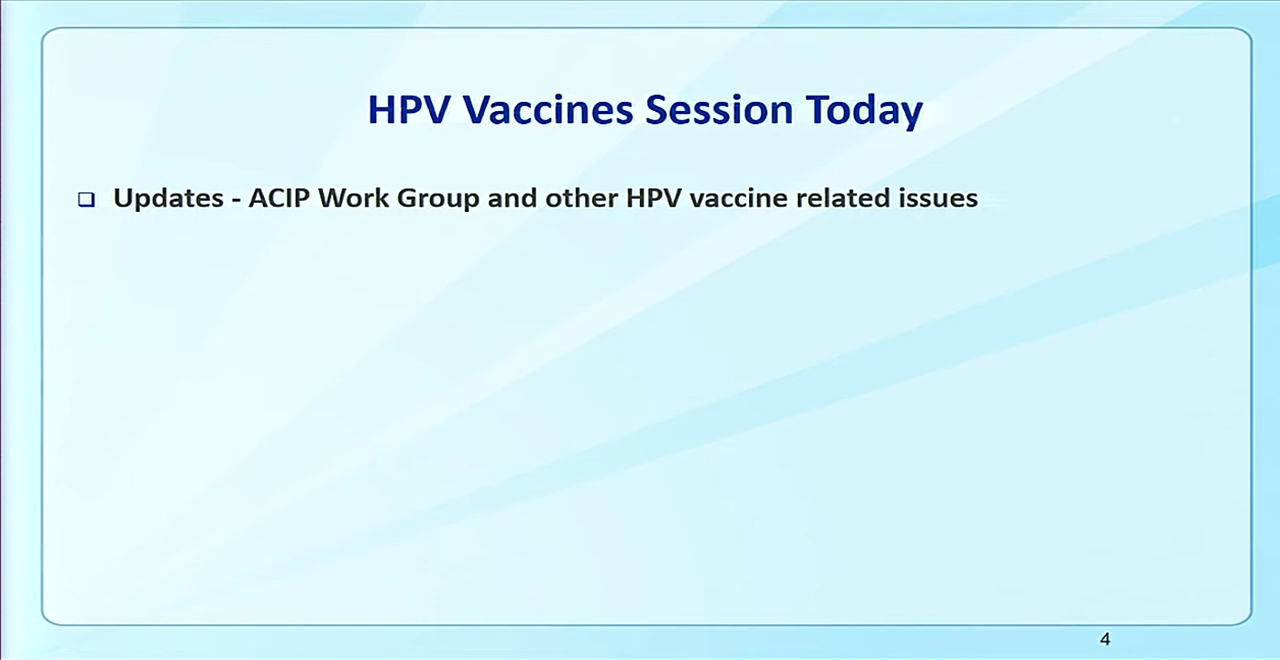 HPV Vaccines Session Today
Updates - ACIP Work Group and other HPV vaccine related issues
4